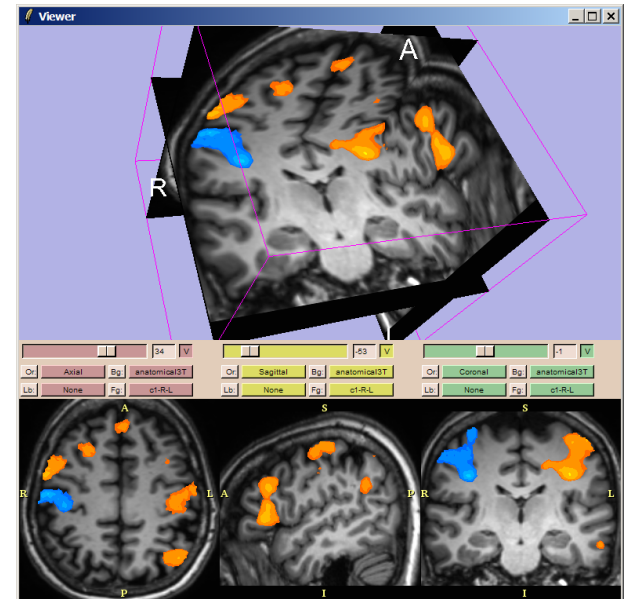 Viewer
A
R
34 V -53 V -1 V
Or: Axial Bg: anatomical3T Or: Sagittal Bg: anatomical3T Or: Coronal Bg: anatomical3T
Lb: None Fg: c1-R-L Lb: None Fg: c1-R-L Lb: None Fg: c1-R-L
A S S
R L A P R L
P I I